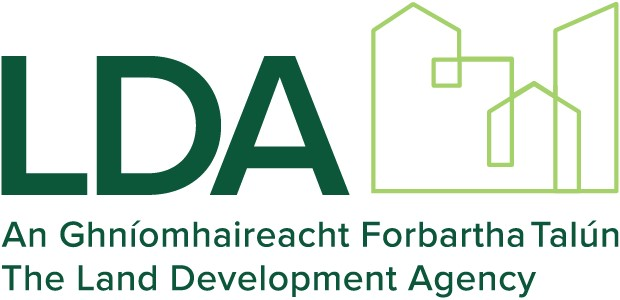 LDA
An Ghníomhaireacht Forbartha Talún
The Land Development Agency